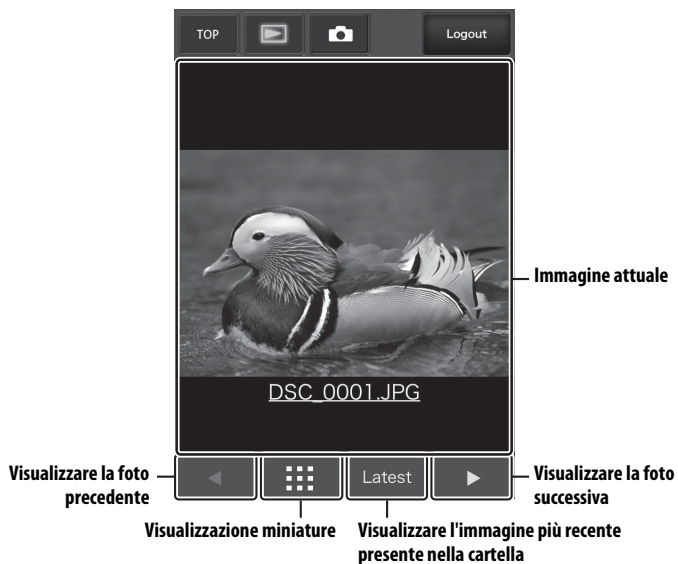 TOP
Logout
Immagine attuale
DSC_0001.JPG
Visualizzare la foto
precedente
Latest
Visualizzare la foto
successiva
Visualizzazione miniature
Visualizzare l'immagine più recente
presente nella cartella